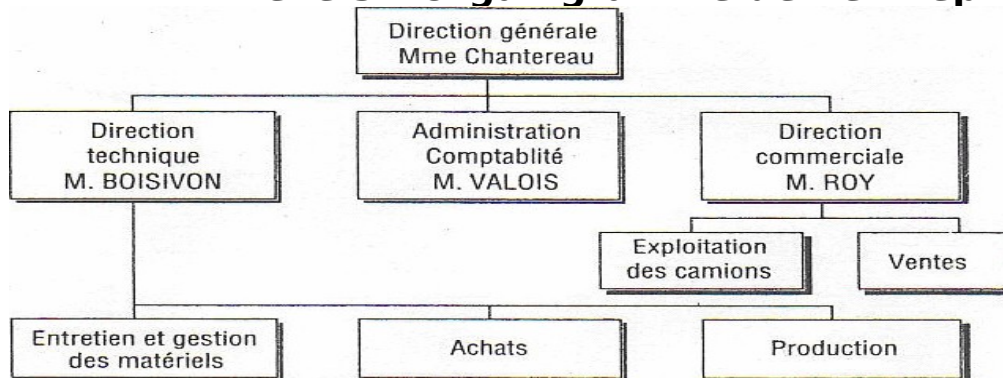 Direction générale
Mme Chantereau
Direction
technique
M. BOISIVON
Administration
Comptablité
M. VALOIS
Direction
commerciale
M. ROY
Exploitation
des camions
Ventes
Entretien et gestion
des matériels
Achats
Production